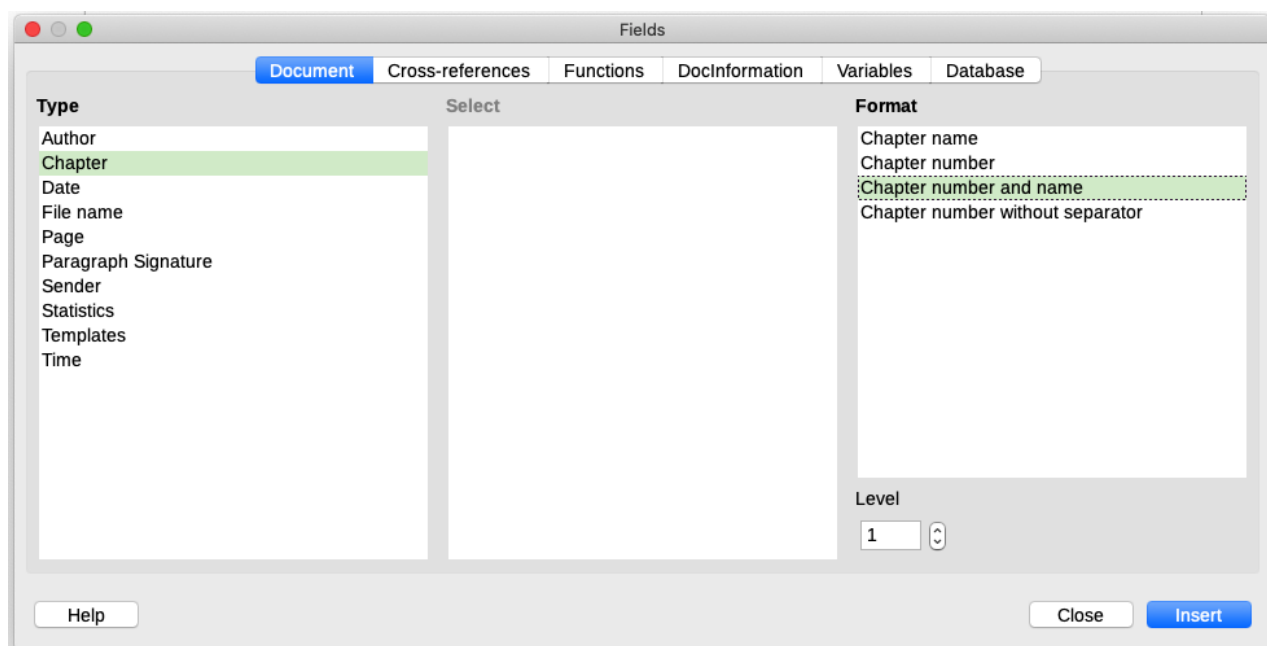 Fields
Document Cross-references Functions DocInformation Variables Database
Type
Author
Chapter
Date
File name
Page
Paragraph Signature
Sender
Statistics
Templates
Time
Select
Format
Chapter name
Chapter number
Chapter number and name
Chapter number without separator
Level
1
Help Close Insert